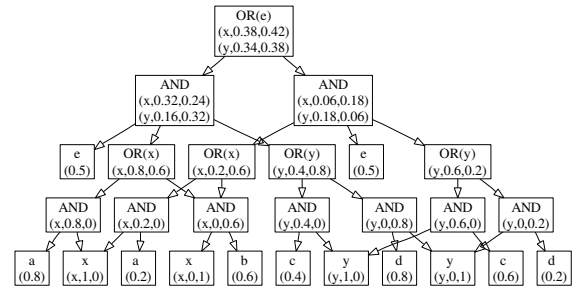 OR(e)
(x,0.38,0.42)
(y,0.34,0.38)
AND
(x,0.32,0.24)
(y,0.16,0.32)
AND
(x,0.06,0.18)
(y,0.18,0.06)
e
(0.5)
OR(x)
(x,0.8,0.6)
OR(x)
(x,0.2,0.6)
OR(y)
(y,0.4,0.8)
e
(0.5)
OR(y)
(y,0.6,0.2)
AND
(x,0.8,0)
AND
(x,0.2,0)
AND
(x,0,0.6)
AND
(y,0.4,0)
AND
(y,0,0.8)
AND
(y,0.6,0)
AND
(y,0,0.2)
a
(0.8)
x
(x,1,0)
a
(0.2)
x
(x,0,1)
b
(0.6)
c
(0.4)
y
(y,1,0)
d
(0.8)
y
(y,0,1)
c
(0.6)
d
(0.2)